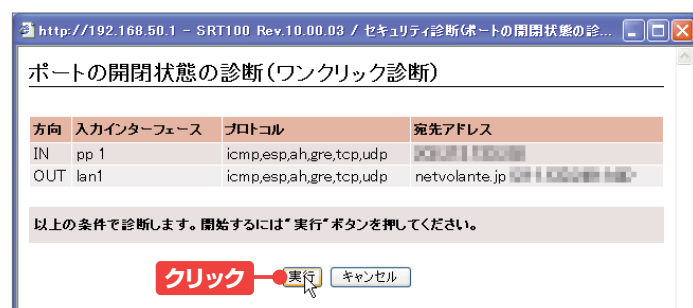 http://192.168.50.1 - SRT100 Rev.10.00.03 / セキュリティ診断(ポートの開閉状態の診...
ポートの開閉状態の診断(ワンクリック診断)
方向 入力インターフェース プロトコル 宛先アドレス
IN pp 1 icmp,esp,ah,gre,tcp,udp
OUT lan1 icmp,esp,ah,gre,tcp,udp netvolante.jp
以上の条件で診断します。開始するには"実行"ボタンを押してください。
クリック 実行 キャンセル